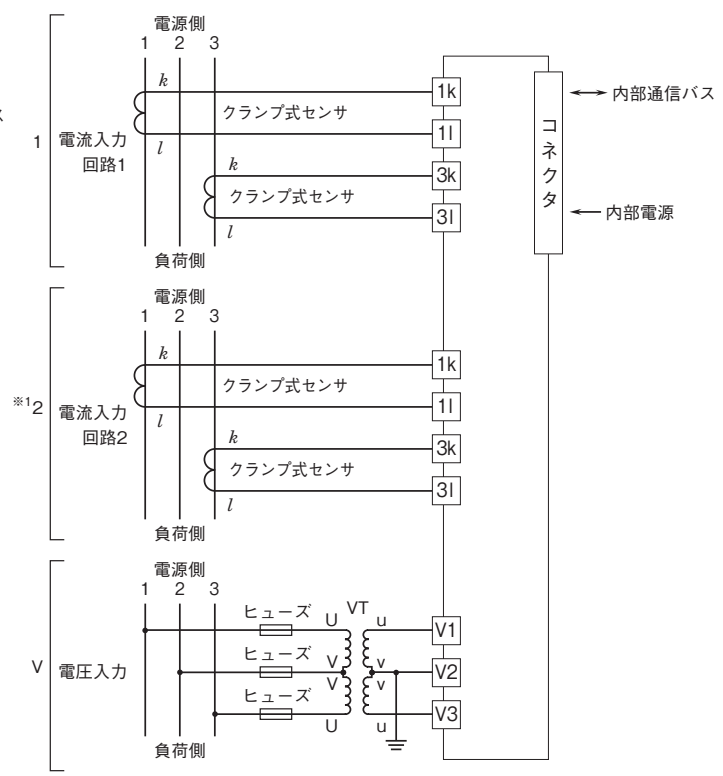 電源側
1 2 3
k
クランプ式センサ
l
k
クランプ式センサ
l
負荷側
ス
1
電流入力
回路1
1k
1l
3k
3l
コネクタ
内部通信バス
内部電源
電源側
1 2 3
k
クランプ式センサ
l
k
クランプ式センサ
l
負荷側
※1 2
電流入力
回路2
1k
1l
3k
3l
電源側
1 2 3
ヒューズ U VT u
ヒューズ V v
ヒューズ V v
U u
負荷側
V 電圧入力
V1
V2
V3